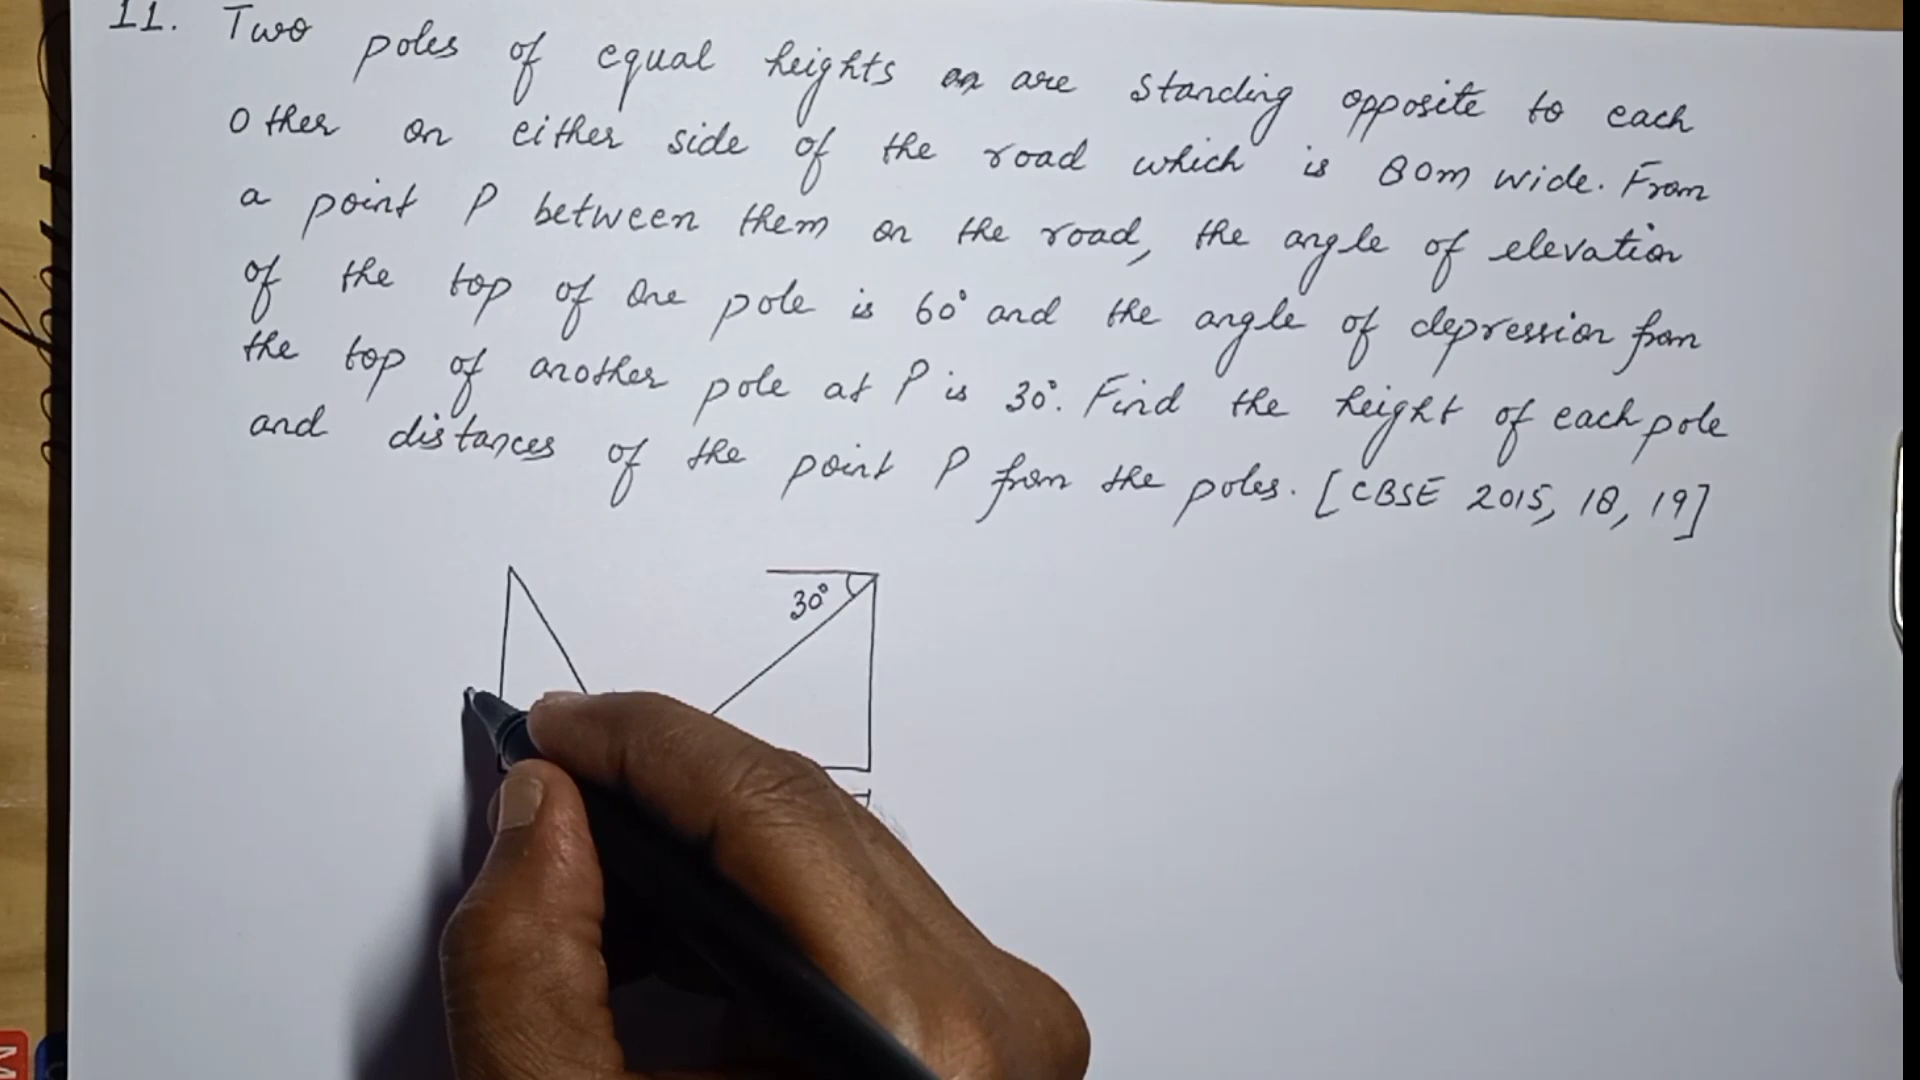 11. Two poles of equal heights are standing opposite to each
other on either side of the road which is 80m wide. From
a point P between them on the road, the angle of elevation
of the top of one pole is 60° and the angle of depression from
the top of another pole at P is 30°. Find the height of each pole
and distances of the point P from the poles. [CBSE 2015, 18, 19]
30°
M